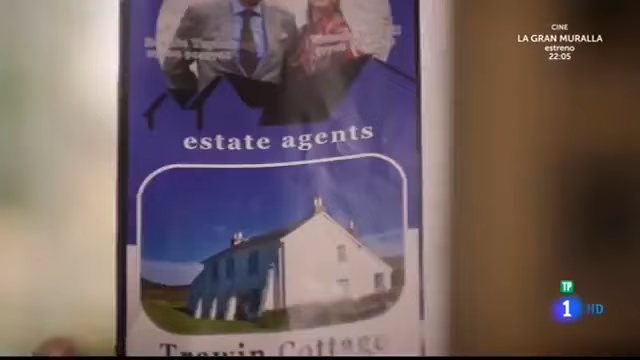 CINE
LA GRAN MURALLA
estreno
22:05
estate agents
Trewin Cottage
TP
1 HD